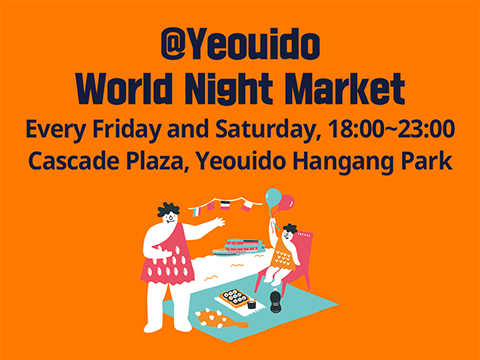 @Yeouido
World Night Market
Every Friday and Saturday, 18:00~23:00
Cascade Plaza, Yeouido Hangang Park